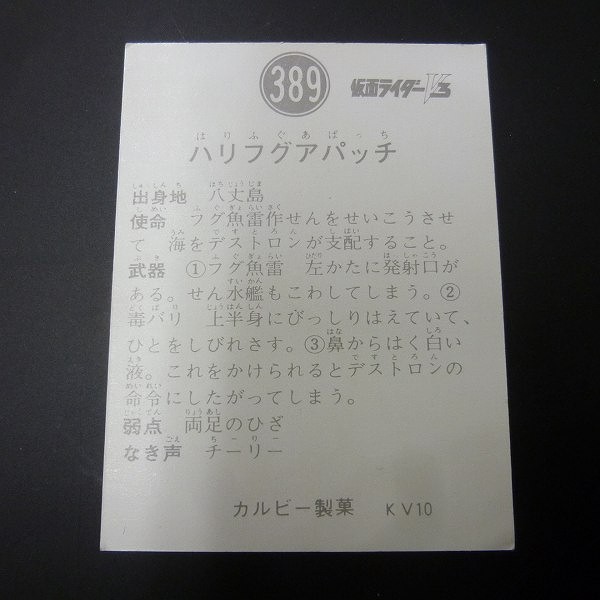 389 仮面ライダーV3
はりふぐあぱっち
ハリフグアパッチ
しゅっしんち はちじょうじま
出身地 八丈島
しめい ふ ぐ ぎょらいさく
使命 フグ魚雷作せんをせいこうさせ
うみ で す と ろ ん しはい
て 海をデストロンが支配すること。
ぶき ふ ぐ ぎょらい ひだり はっしゃこう
武器 ①フグ魚雷 左かたに発射口が
すいかん
ある。せん水艦もこわしてしまう。②
どくばり じょうはんしん
毒バリ 上半身にびっしりはえていて、
はな しろ
ひとをしびれさす。③鼻からはく白い
えき で す と ろ ん
液。これをかけられるとデストロンの
めいれい
命令にしたがってしまう。
じゃくてん りょうあし
弱点 両足のひざ
ごえ ち ー り ー
なき声 チーリー
カルビー製菓 KV10